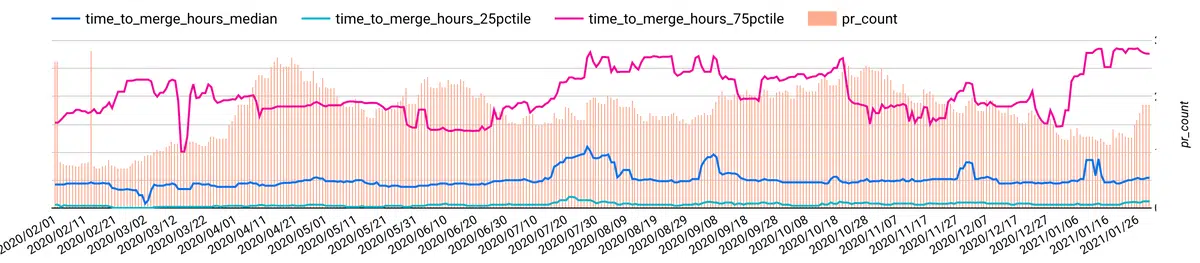 time_to_merge_hours_median time_to_merge_hours_25pctile time_to_merge_hours_75pctile pr_count
pr_count
2020/02/01 2020/02/11 2020/02/21 2020/03/02 2020/03/12 2020/03/22 2020/04/01 2020/04/11 2020/04/21 2020/05/01 2020/05/11 2020/05/21 2020/05/31 2020/06/10 2020/06/20 2020/06/30 2020/07/10 2020/07/20 2020/07/30 2020/08/09 2020/08/19 2020/08/29 2020/09/08 2020/09/18 2020/09/28 2020/10/08 2020/10/18 2020/10/28 2020/11/07 2020/11/17 2020/11/27 2020/12/07 2020/12/17 2020/12/27 2021/01/06 2021/01/16 2021/01/26